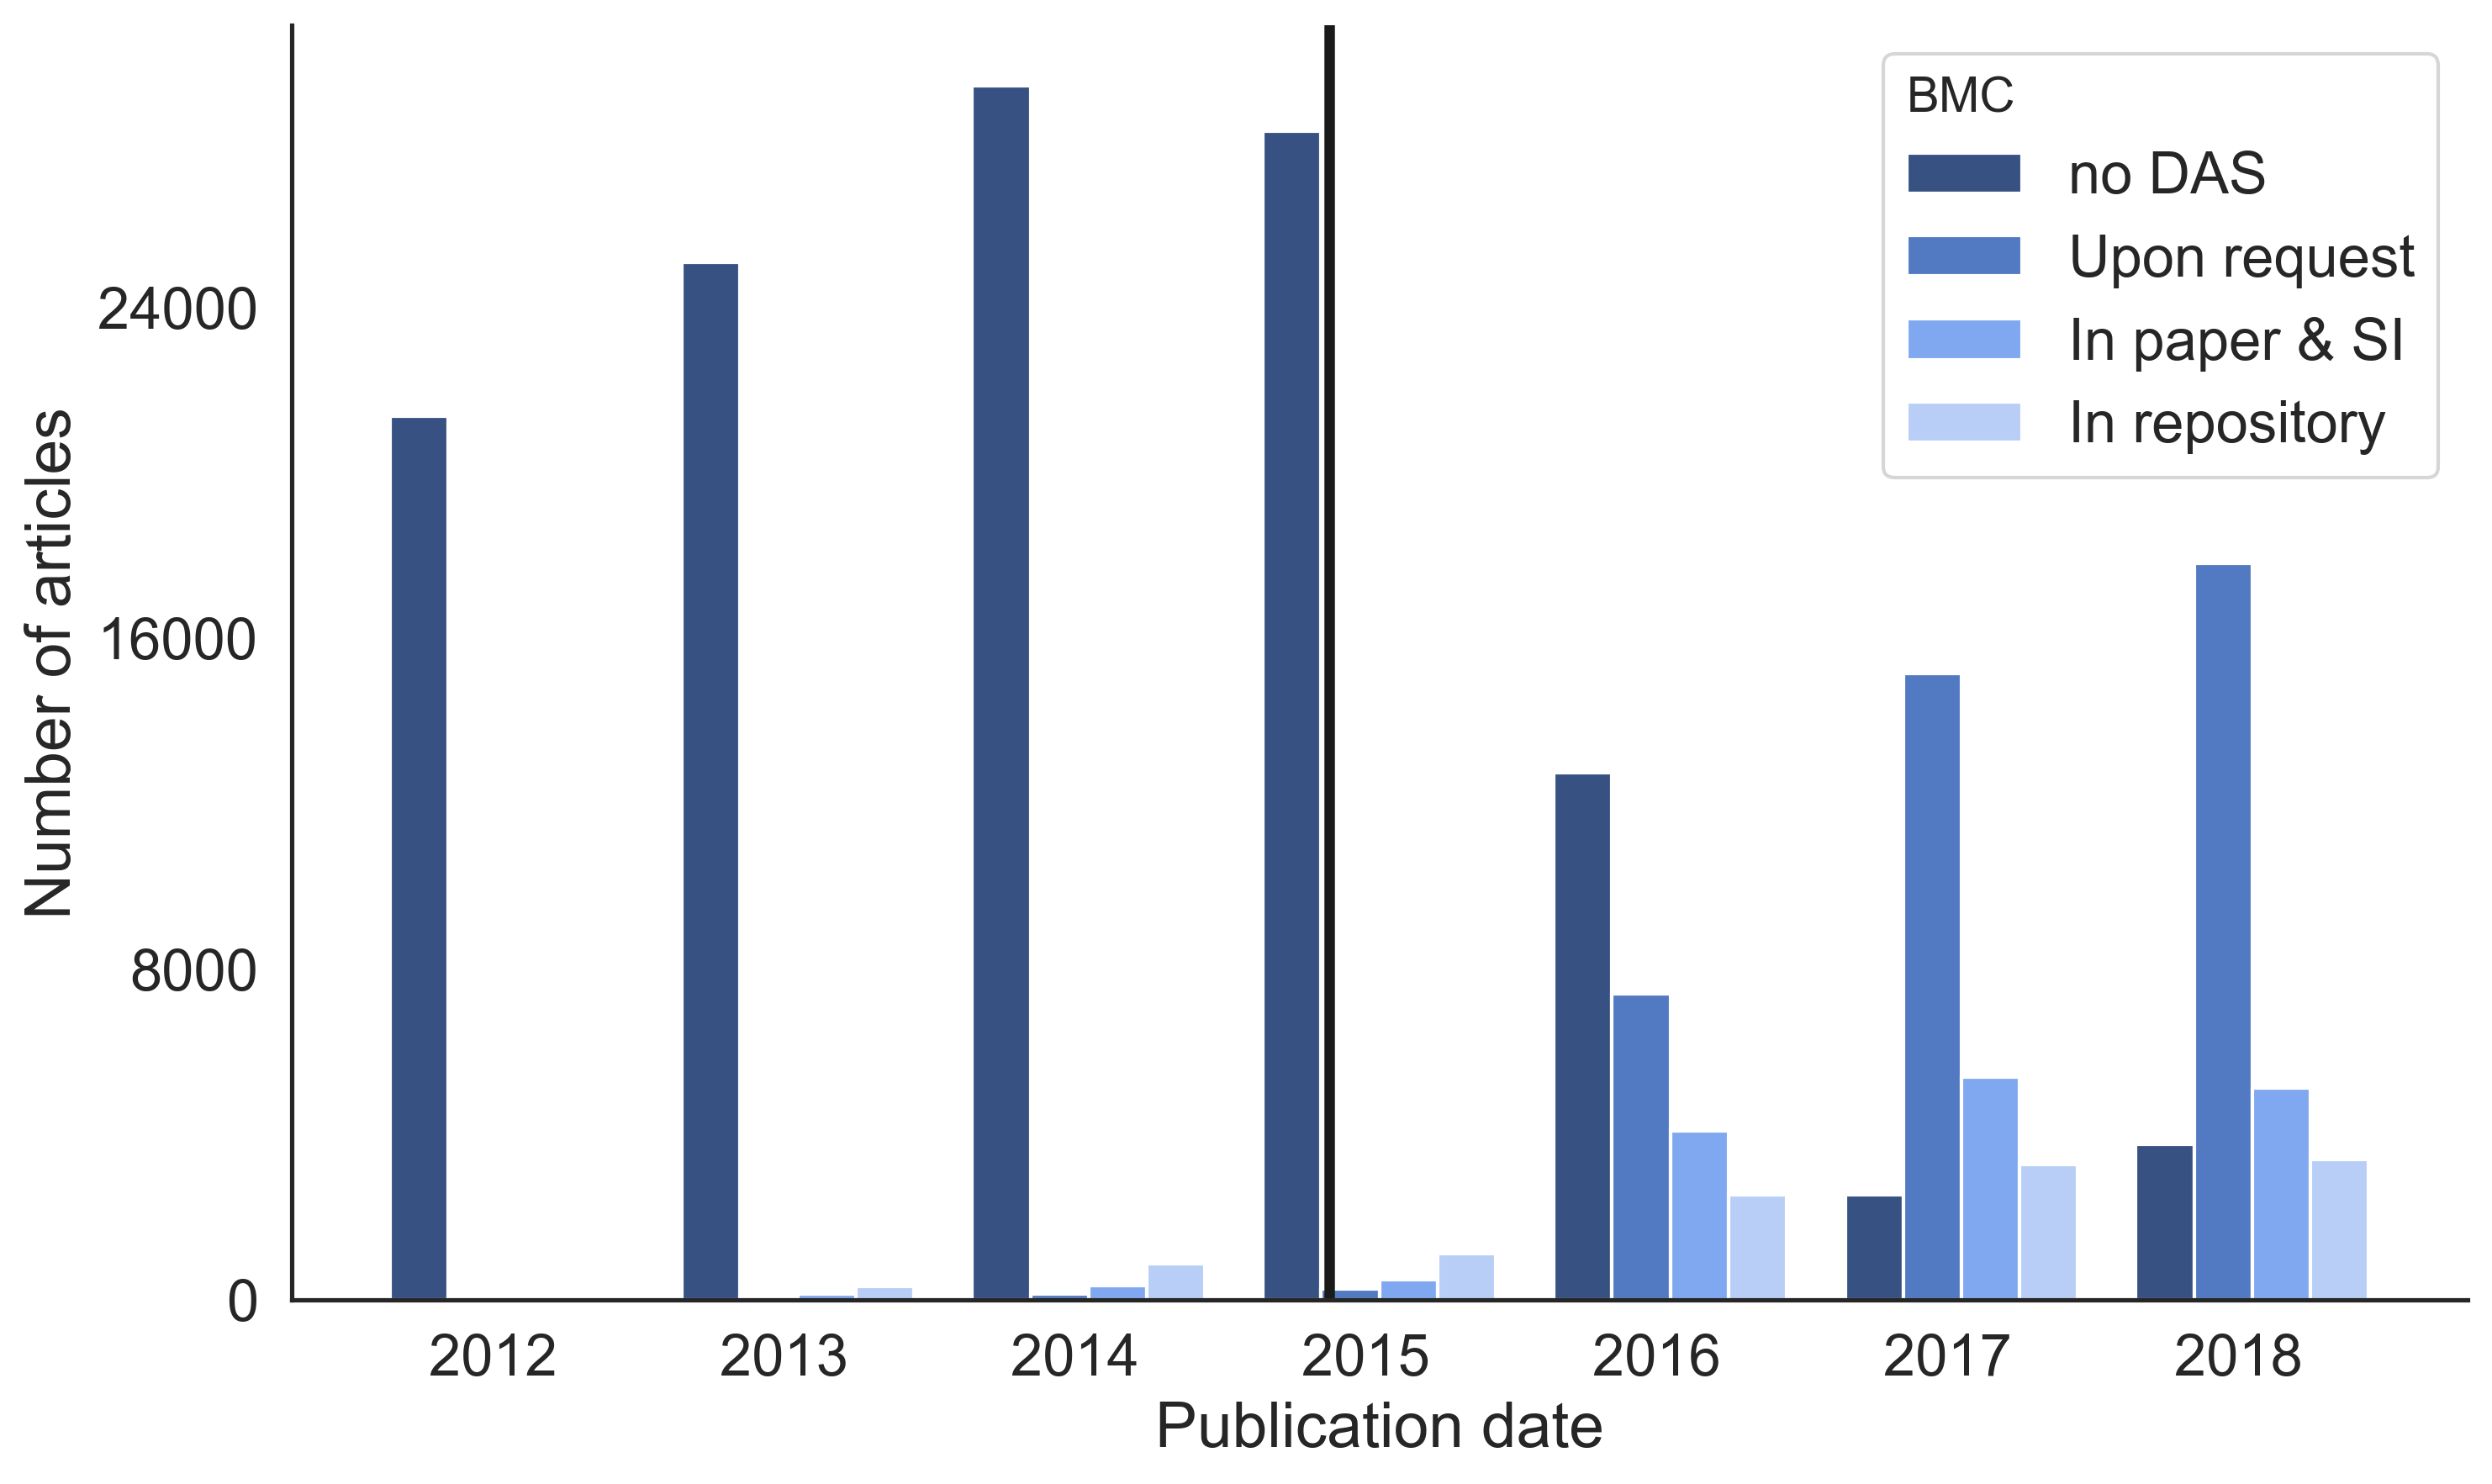 BMC
no DAS
Upon request
In paper & SI
In repository
Number of articles
24000
16000
8000
0
2012 2013 2014 2015 2016 2017 2018
Publication date